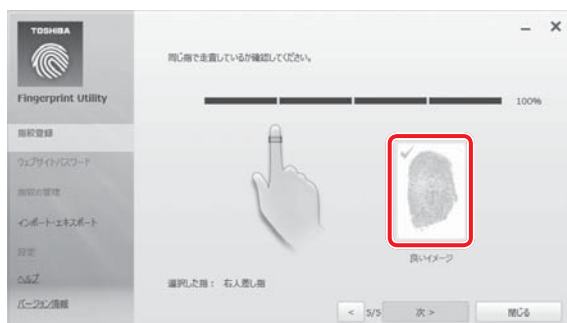 TOSHIBA
Fingerprint Utility
指紋登録
ウェブサイトパスワード
指紋の管理
インポート・エキスポート
設定
ヘルプ
バージョン情報
同じ指で走査しているか確認してください。
100%
良いイメージ
選択した指： 右人差し指
<
5/5
次 >
閉じる